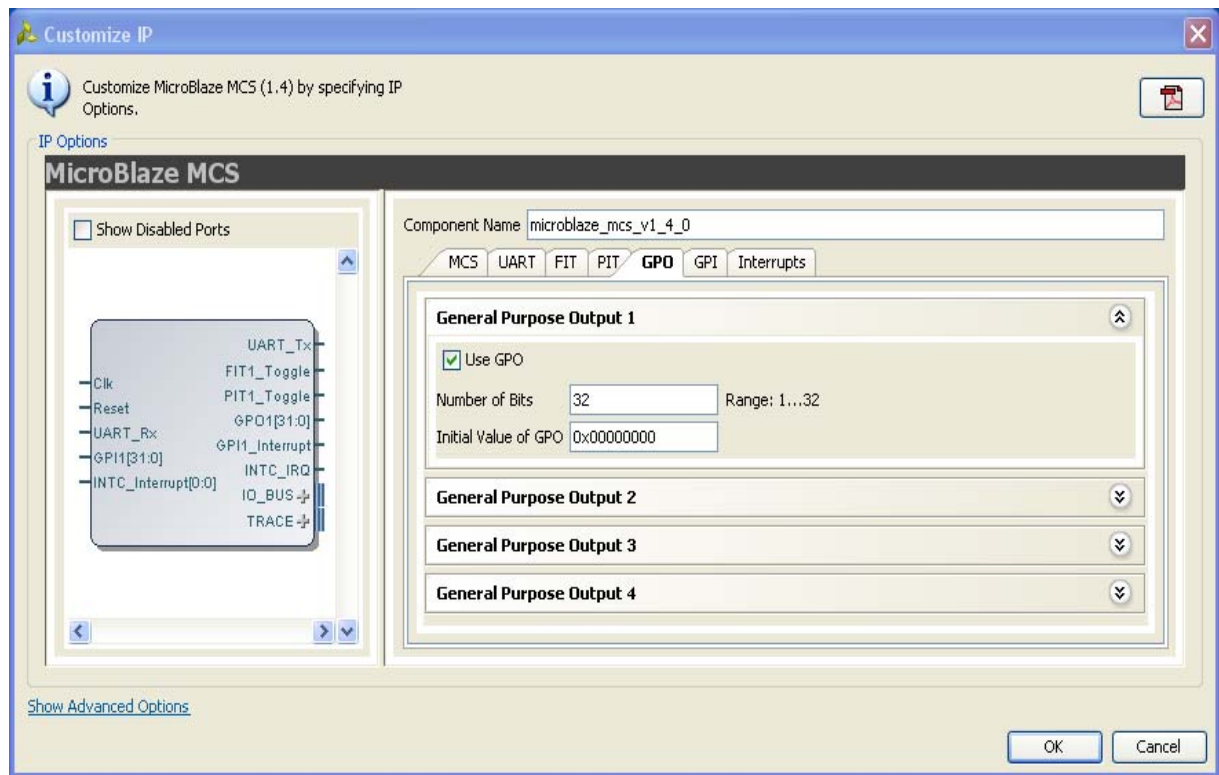 Customize IP
Customize MicroBlaze MCS (1.4) by specifying IP
Options.
IP Options
MicroBlaze MCS
Show Disabled Ports
Clk
Reset
UART_Rx
GPI1[31:0]
INTC_Interrupt[0:0]
UART_Tx
FIT1_Toggle
PIT1_Toggle
GPO1[31:0]
GPI1_Interrupt
INTC_IRQ
IO_BUS
TRACE
Component Name microblaze_mcs_v1_4_0
MCS UART FIT PIT GPO GPI Interrupts
General Purpose Output 1
Use GPO
Number of Bits 32 Range: 1...32
Initial Value of GPO 0x00000000
General Purpose Output 2
General Purpose Output 3
General Purpose Output 4
Show Advanced Options
OK Cancel